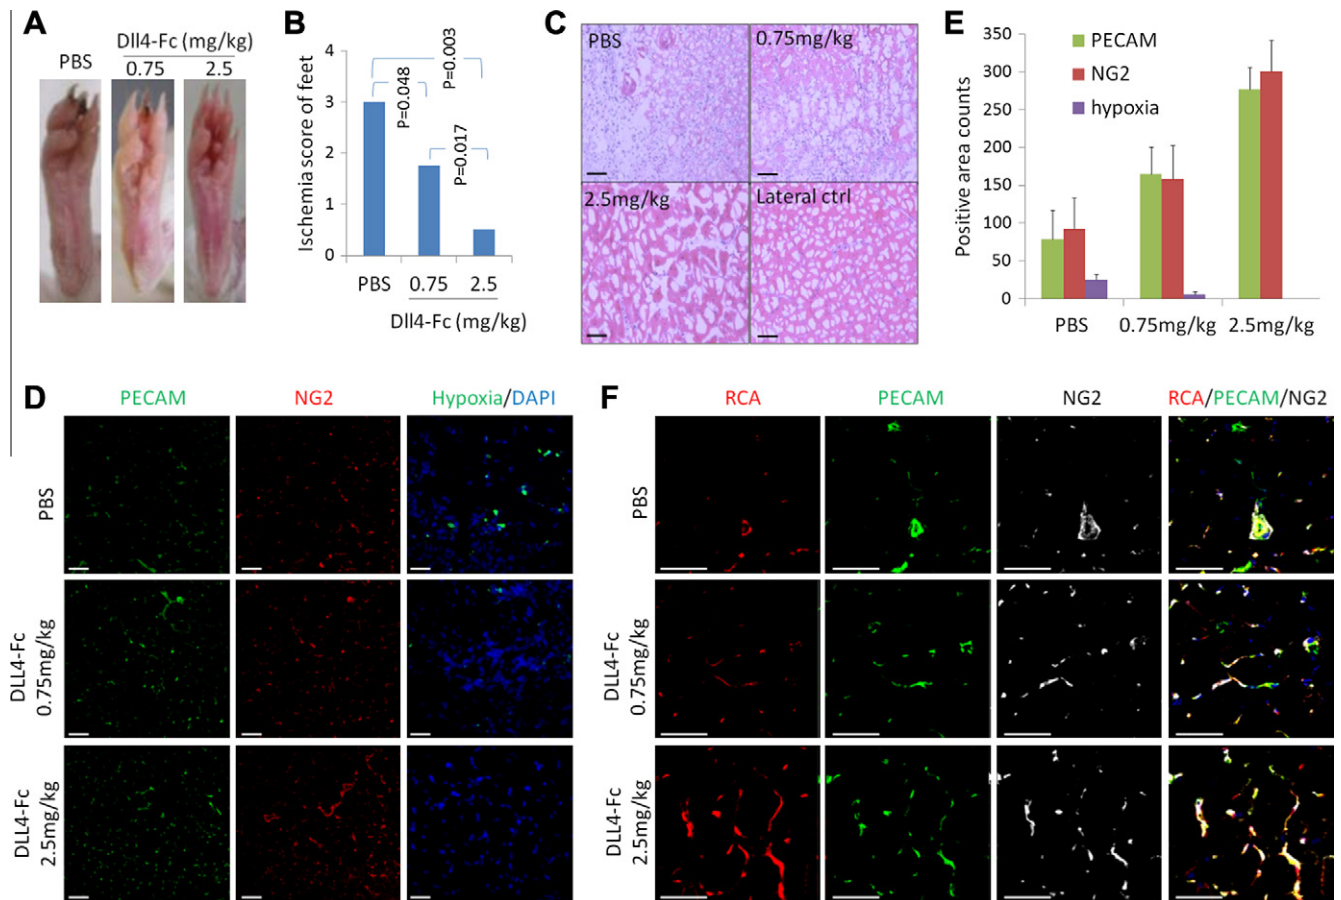 A
Dll4-Fc (mg/kg)
PBS
0.75
2.5
B
Ischemia score of feet
4
3
2
1
0
P=0.048
P=0.003
P=0.017
PBS
0.75
2.5
Dll4-Fc (mg/kg)
C
PBS
0.75mg/kg
2.5mg/kg
Lateral ctrl
E
Positive area counts
350
300
250
200
150
100
50
0
PECAM
NG2
hypoxia
PBS
0.75mg/kg
2.5mg/kg
D
PECAM
NG2
Hypoxia/DAPI
PBS
DLL4-Fc
0.75mg/kg
DLL4-Fc
2.5mg/kg
F
RCA
PECAM
NG2
RCA/PECAM/NG2
PBS
DLL4-Fc
0.75mg/kg
DLL4-Fc
2.5mg/kg